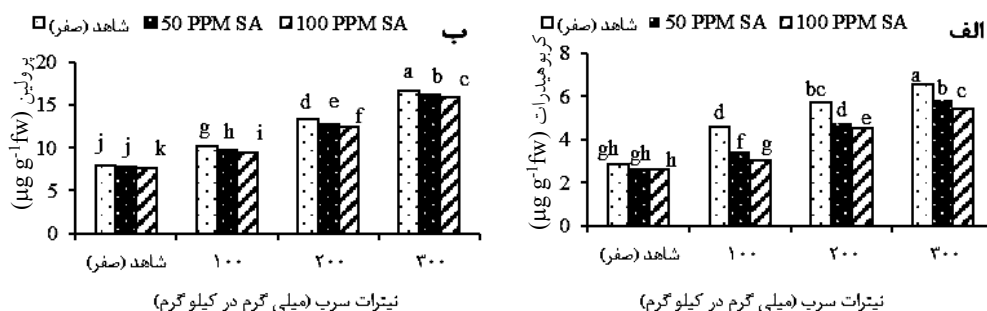 الف
شاهد (صفر) 50 PPM SA 100 PPM SA
کربوهیدرات
(µg g-1fw)
8
6
4
2
0
gh gh h
d f g
bc d e
a b c
شاهد (صفر) ۱۰۰ ۲۰۰ ۳۰۰
نیترات سرب (میلی گرم در کیلو گرم)
ب
شاهد (صفر) 50 PPM SA 100 PPM SA
پرولین
(µg g-1fw)
20
15
10
5
0
j j k
g h i
d e f
a b c
شاهد (صفر) ۱۰۰ ۲۰۰ ۳۰۰
نیترات سرب (میلی گرم در کیلو گرم)